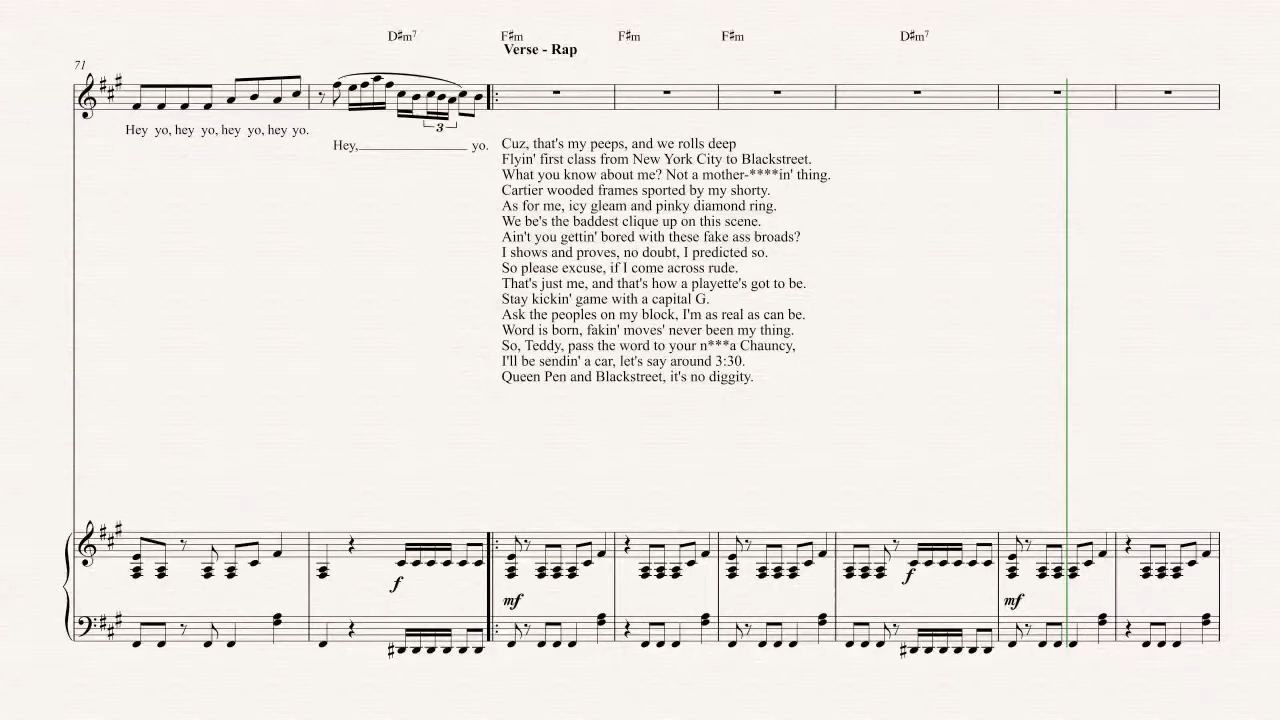 D♯m7 F♯m F♯m F♯m D♯m7
Verse - Rap
71
Hey yo, hey yo, hey yo, hey yo.
Hey, yo.
Cuz, that's my peeps, and we rolls deep
Flyin' first class from New York City to Blackstreet.
What you know about me? Not a mother-****in' thing.
Cartier wooded frames sported by my shorty.
As for me, icy gleam and pinky diamond ring.
We be's the baddest clique up on this scene.
Ain't you gettin' bored with these fake ass broads?
I shows and proves, no doubt, I predicted so.
So please excuse, if I come across rude.
That's just me, and that's how a playette's got to be.
Stay kickin' game with a capital G.
Ask the peoples on my block, I'm as real as can be.
Word is born, fakin' moves' never been my thing.
So, Teddy, pass the word to your n***a Chauncy,
I'll be sendin' a car, let's say around 3:30.
Queen Pen and Blackstreet, it's no diggity.
3
f f
mf mf